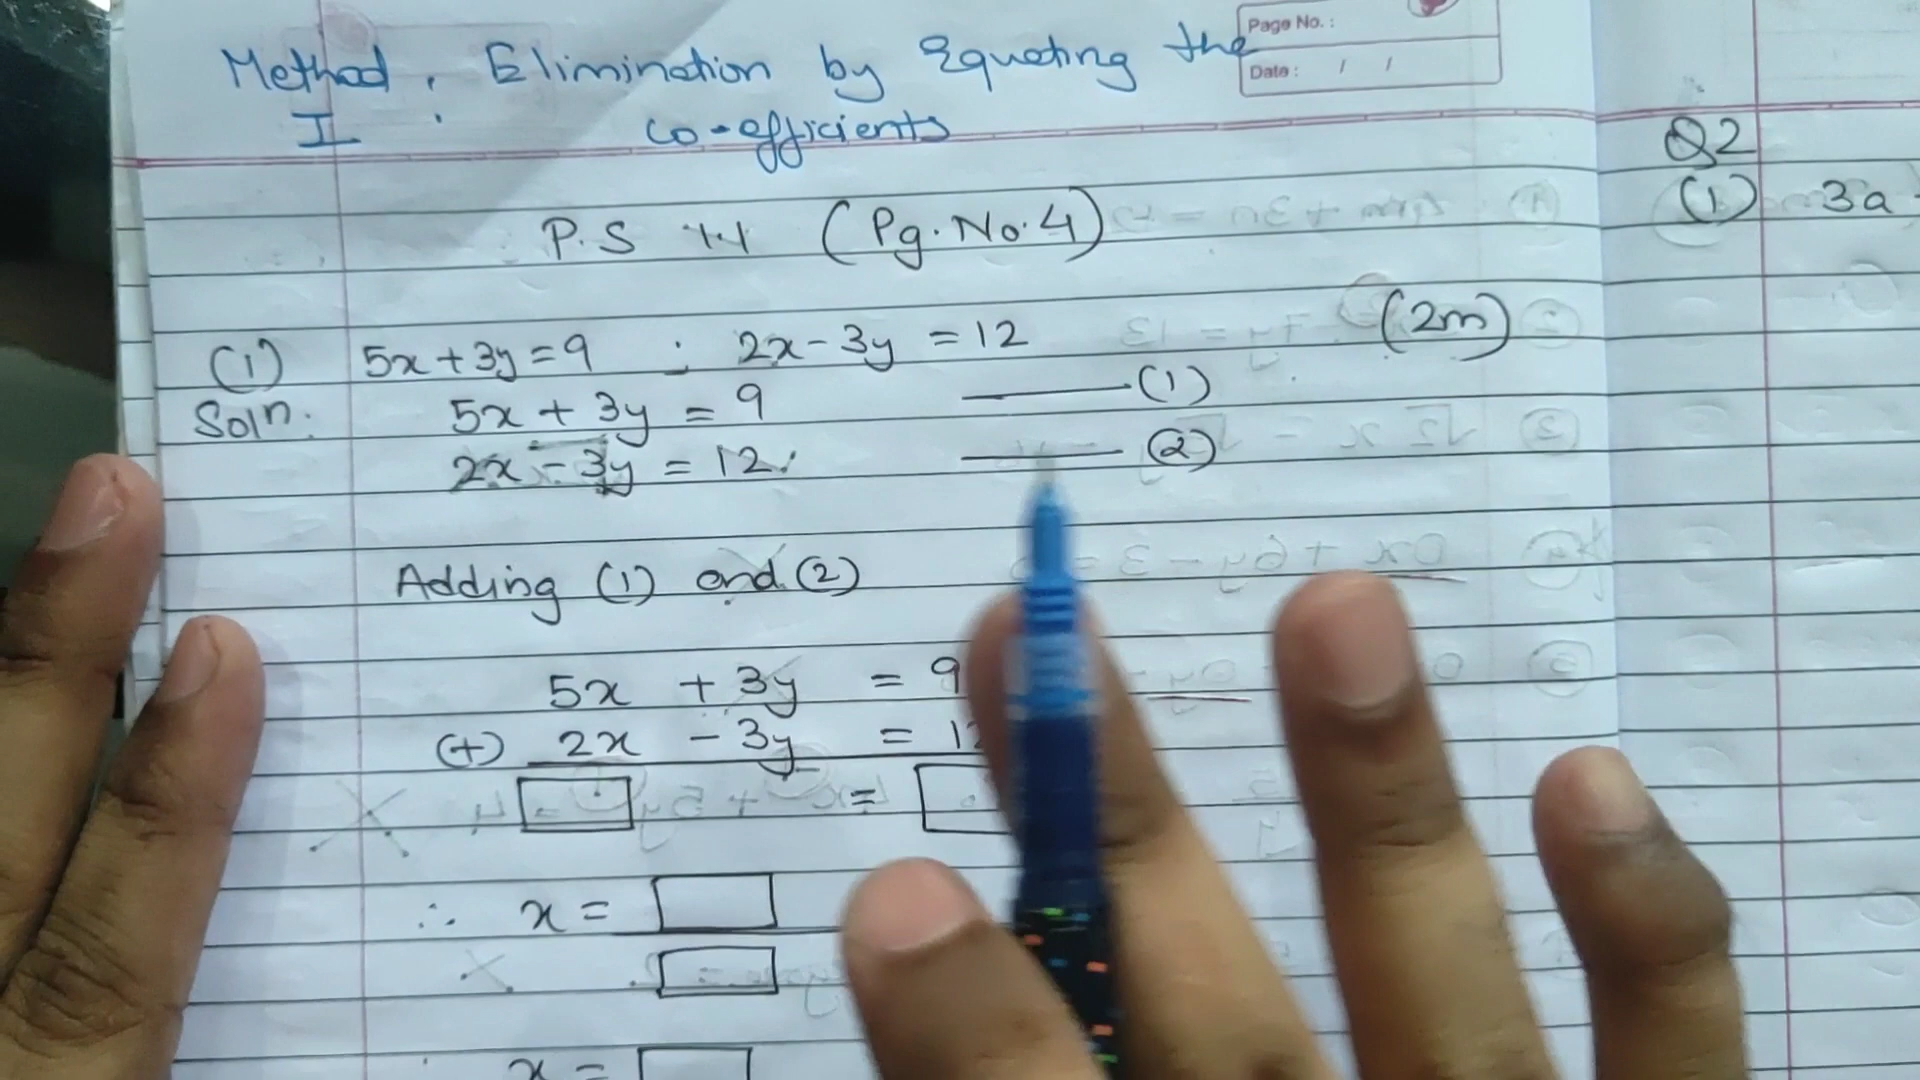 Page No. :
Date : / /
Method : Elimination by Equating the
I co-efficients
P.S 1.1 (Pg. No. 4)
(1) 5x + 3y = 9 ; 2x - 3y = 12 (2m)
Soln. 5x + 3y = 9 (1)
2x - 3y = 12 (2)
Adding (1) and (2)
5x + 3y = 9
(+) 2x - 3y =
=
∴ x =
x =
Q2
(1) 3a